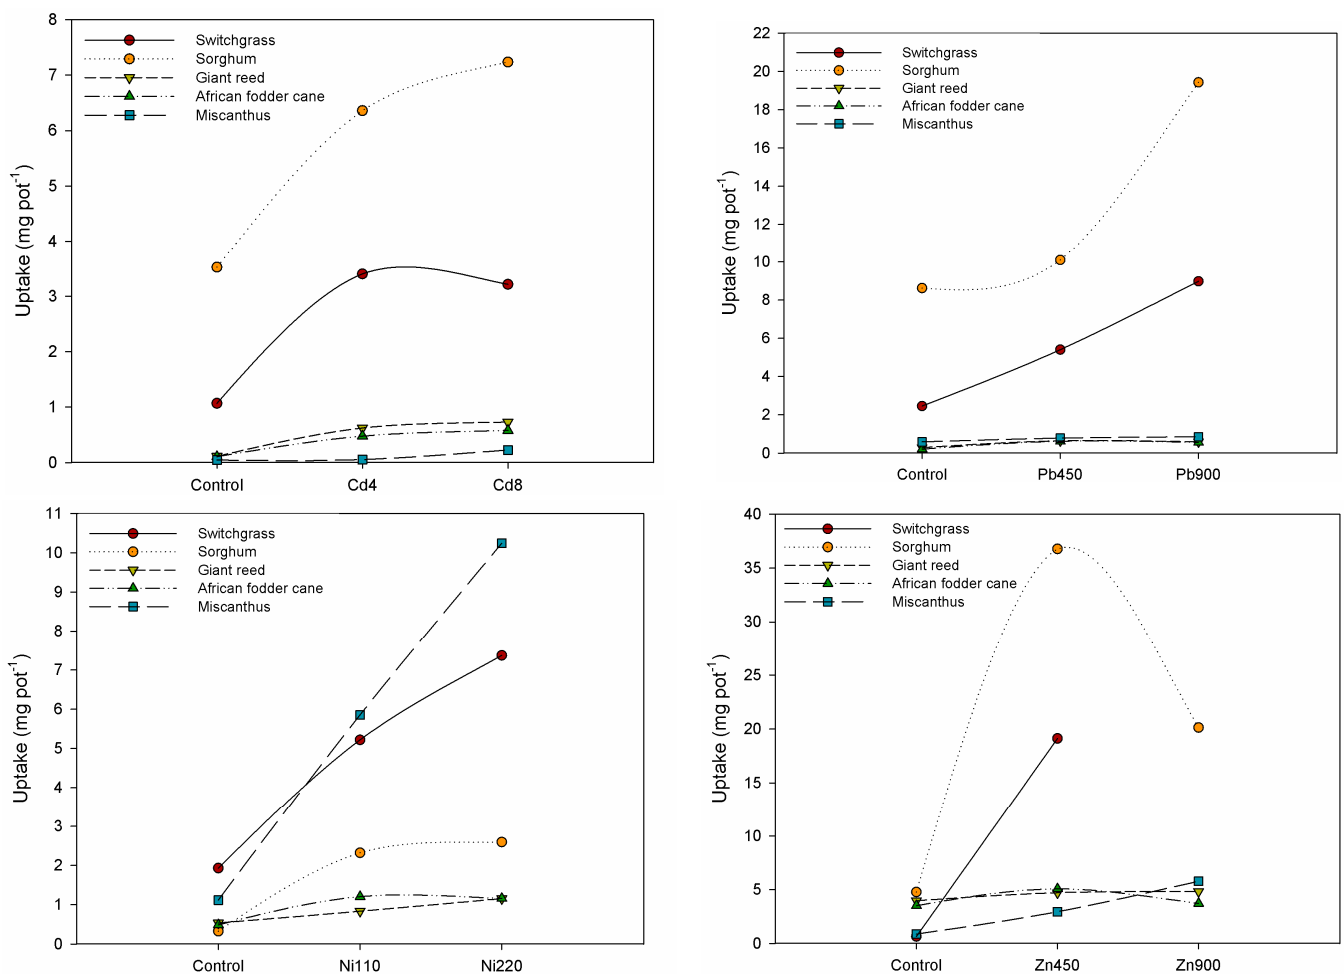 8
7
6
5
4
3
2
1
0
Uptake (mg pot-1)
Switchgrass
Sorghum
Giant reed
African fodder cane
Miscanthus
Control Cd4 Cd8
22
20
18
16
14
12
10
8
6
4
2
0
Uptake (mg pot-1)
Switchgrass
Sorghum
Giant reed
African fodder cane
Miscanthus
Control Pb450 Pb900
11
10
9
8
7
6
5
4
3
2
1
0
Uptake (mg pot-1)
Switchgrass
Sorghum
Giant reed
African fodder cane
Miscanthus
Control Ni110 Ni220
40
35
30
25
20
15
10
5
0
Uptake (mg pot-1)
Switchgrass
Sorghum
Giant reed
African fodder cane
Miscanthus
Control Zn450 Zn900